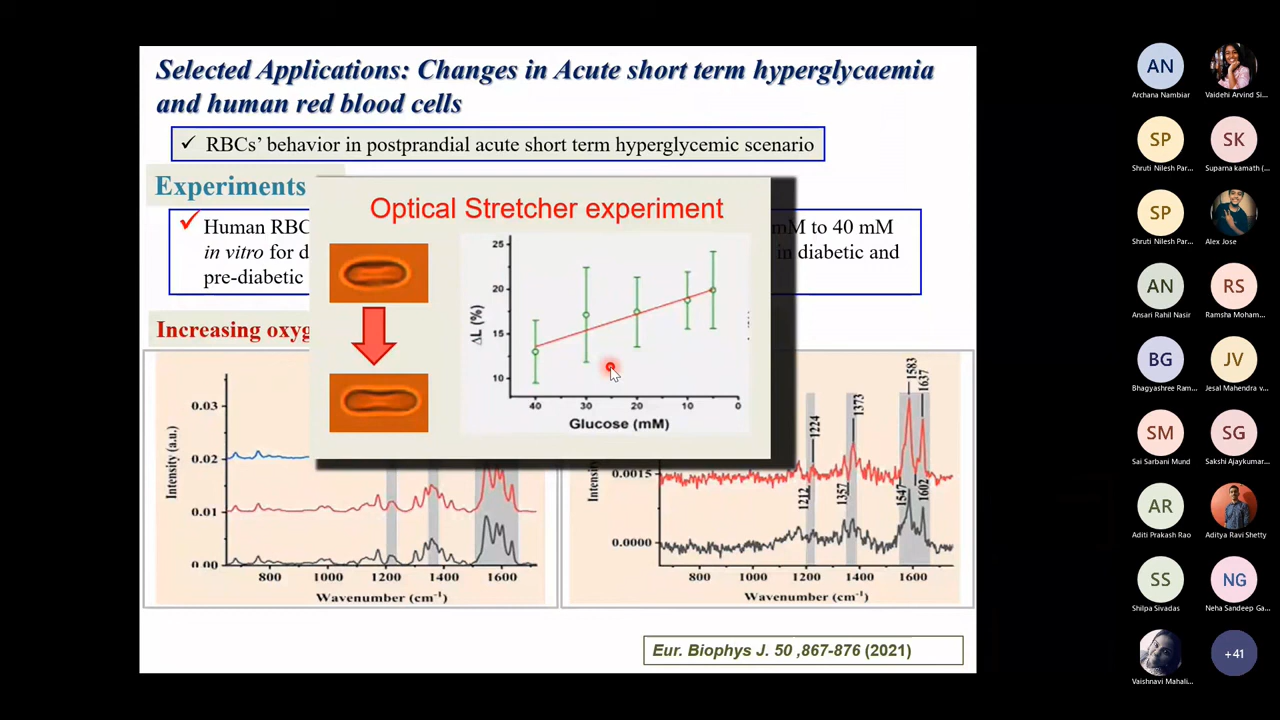 Selected Applications: Changes in Acute short term hyperglycaemia
and human red blood cells
✓ RBCs' behavior in postprandial acute short term hyperglycemic scenario
Experiments
✓ Human RBC
mM to 40 mM
in vitro for d
in diabetic and
pre-diabetic
Increasing oxyg
Optical Stretcher experiment
25
20
15
10
ΔL (%)
40 30 20 10 0
Glucose (mM)
0.03
0.02
0.01
0.00
Intensity (a.u.)
800 1000 1200 1400 1600
Wavenumber (cm-1)
1583
1637
1373
1224
0.0015
1212
1357
1547
1602
0.0000
800 1000 1200 1400 1600
Wavenumber (cm-1)
Eur. Biophys J. 50 ,867-876 (2021)
AN
Archana Nambiar
Vaidehi Arvind Si...
SP
Shruti Nilesh Par...
SK
Suparna kamath (...
SP
Shruti Nilesh Par...
Alex Jose
AN
Ansari Rahil Nasir
RS
Ramsha Moham...
BG
Bhagyashree Ram...
JV
Jesal Mahendra v...
SM
Sai Sarbani Mund
SG
Sakshi Ajaykumar...
AR
Aditi Prakash Rao
Aditya Ravi Shetty
SS
Shilpa Sivadas
NG
Neha Sandeep Ga...
Vaishnavi Mahali...
+41